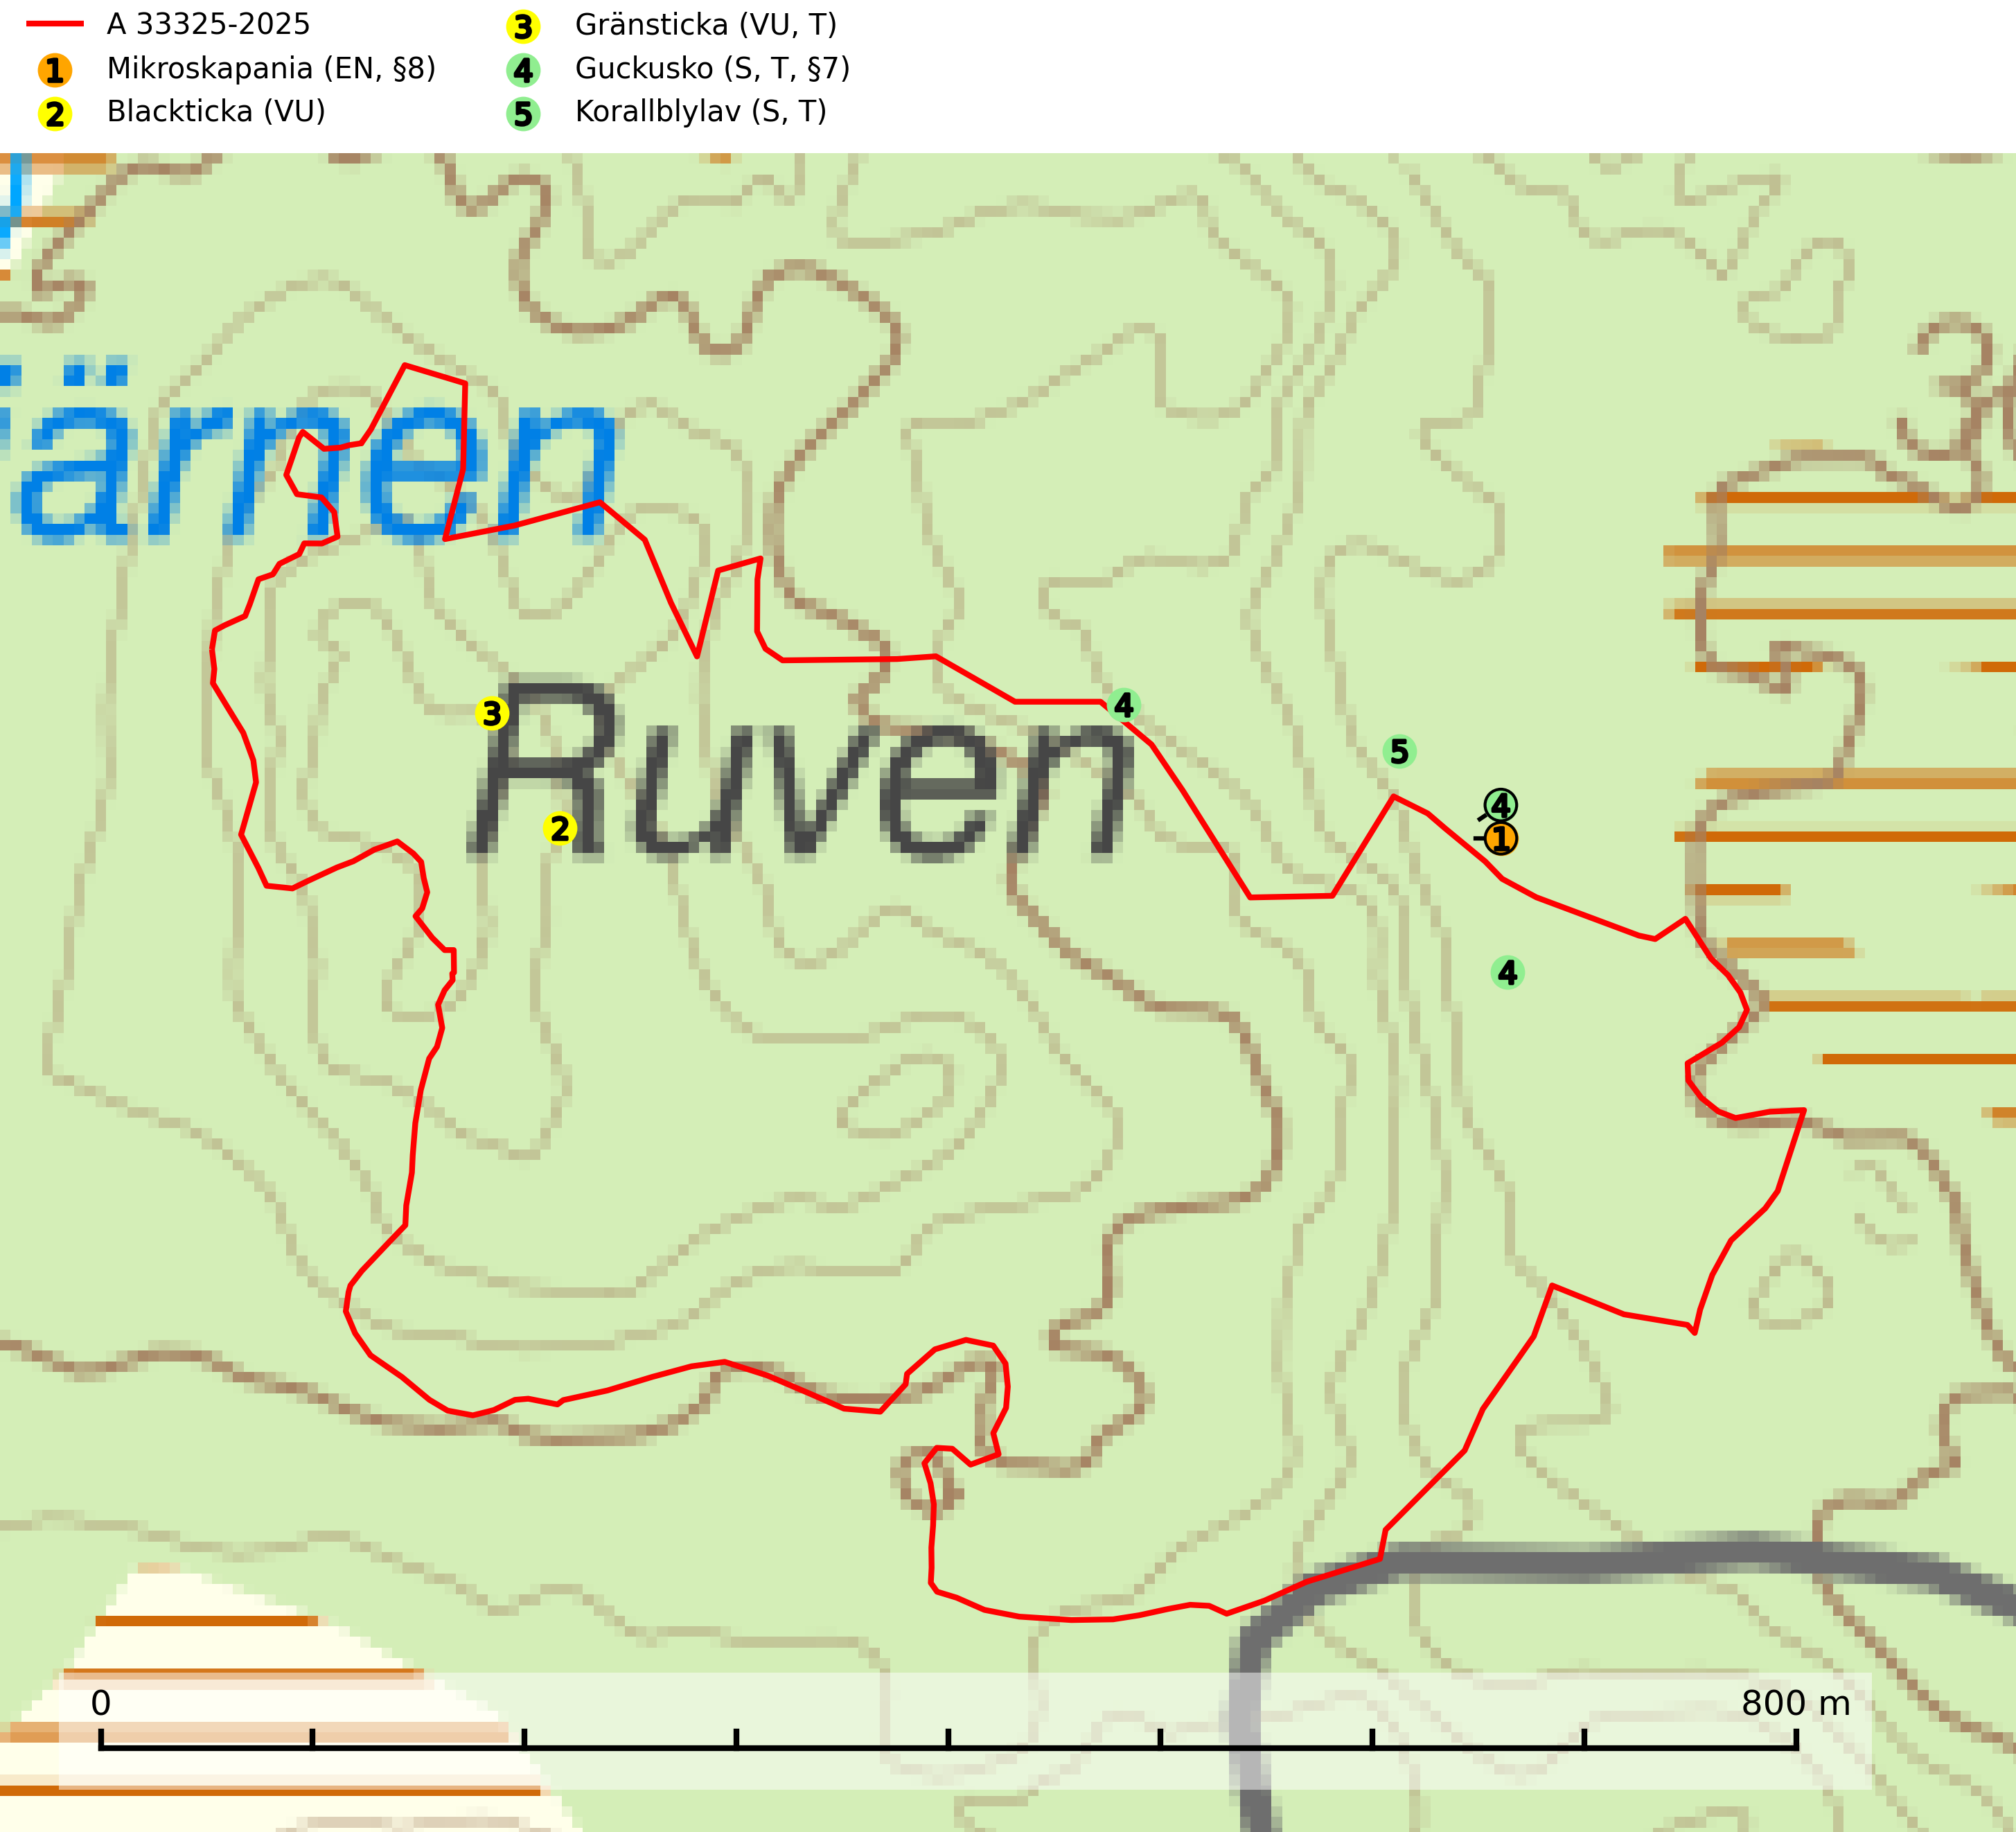 A 33325-2025
1 Mikroskapania (EN, §8)
2 Blackticka (VU)
3 Gränsticka (VU, T)
4 Guckusko (S, T, §7)
5 Korallblylav (S, T)
ärnen
Ruven
3
2
4
5
4
1
4
0
800 m